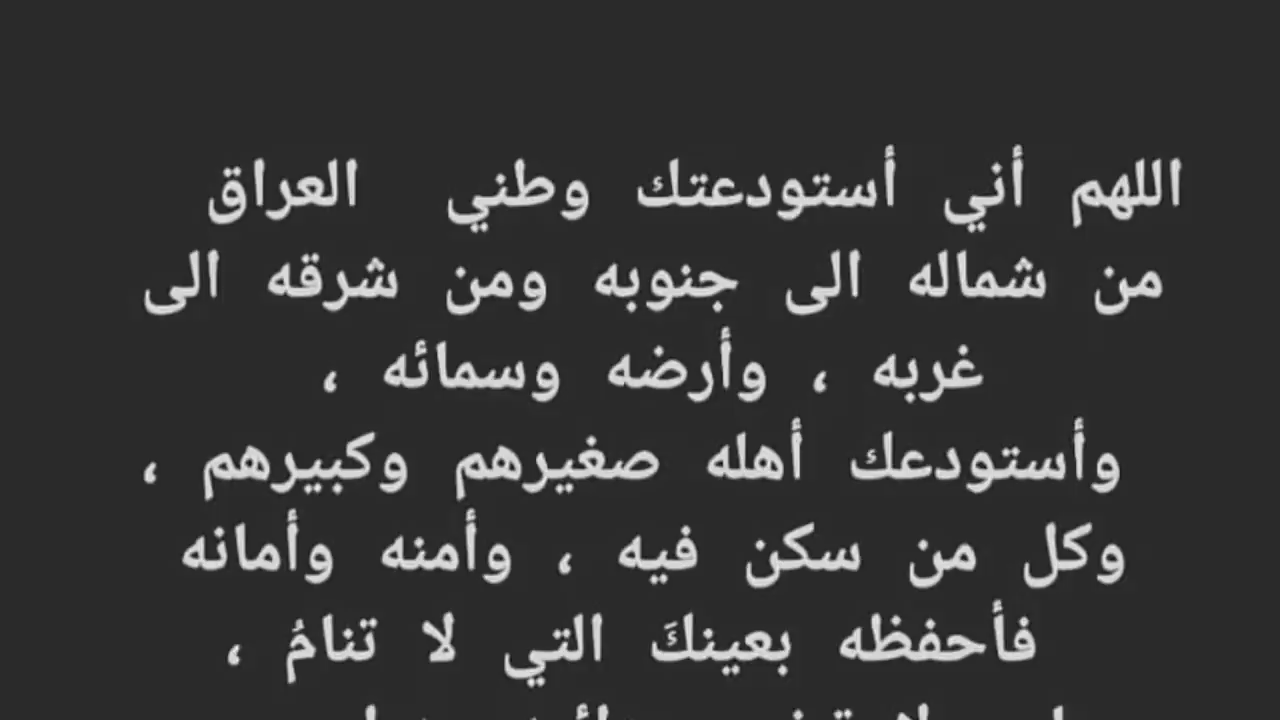 اللهم أني أستودعتك وطني العراق
من شماله الى جنوبه ومن شرقه الى
غربه ، وأرضه وسمائه ،
وأستودعك أهله صغيرهم وكبيرهم ،
وكل من سكن فيه ، وأمنه وأمانه
فأحفظه بعينكَ التي لا تنامُ ،